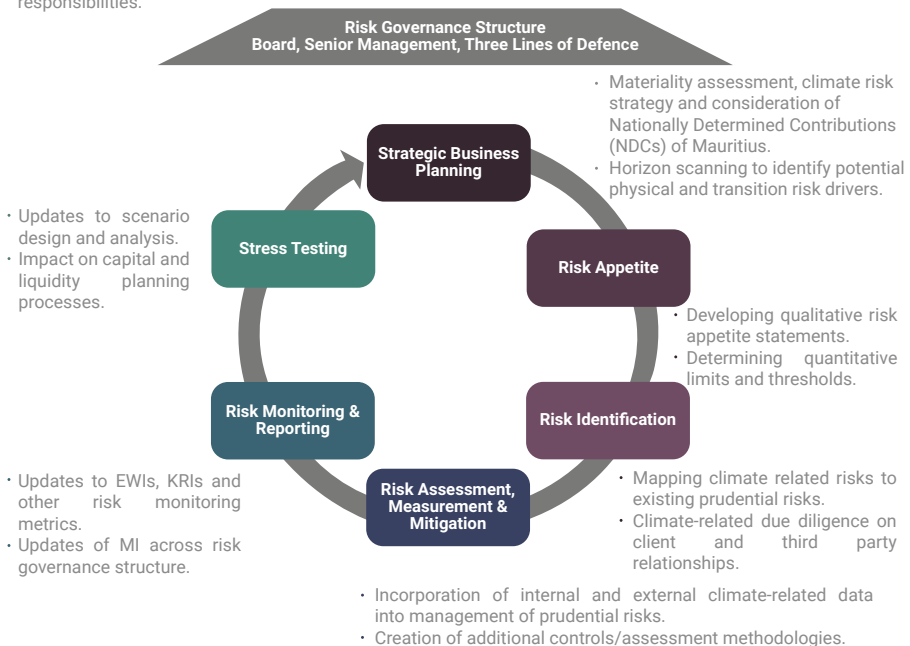 responsibilities.
Risk Governance Structure
Board, Senior Management, Three Lines of Defence
· Materiality assessment, climate risk
strategy and consideration of
Nationally Determined Contributions
(NDCs) of Mauritius.
· Horizon scanning to identify potential
physical and transition risk drivers.
Strategic Business
Planning
Risk Appetite
· Developing qualitative risk
appetite statements.
· Determining quantitative
limits and thresholds.
Risk Identification
· Mapping climate related risks to
existing prudential risks.
· Climate-related due diligence on
client and third party
relationships.
Risk Assessment,
Measurement &
Mitigation
· Incorporation of internal and external climate-related data
into management of prudential risks.
· Creation of additional controls/assessment methodologies.
Risk Monitoring &
Reporting
· Updates to EWIs, KRIs and
other risk monitoring
metrics.
· Updates of MI across risk
governance structure.
Stress Testing
· Updates to scenario
design and analysis.
· Impact on capital and
liquidity planning
processes.